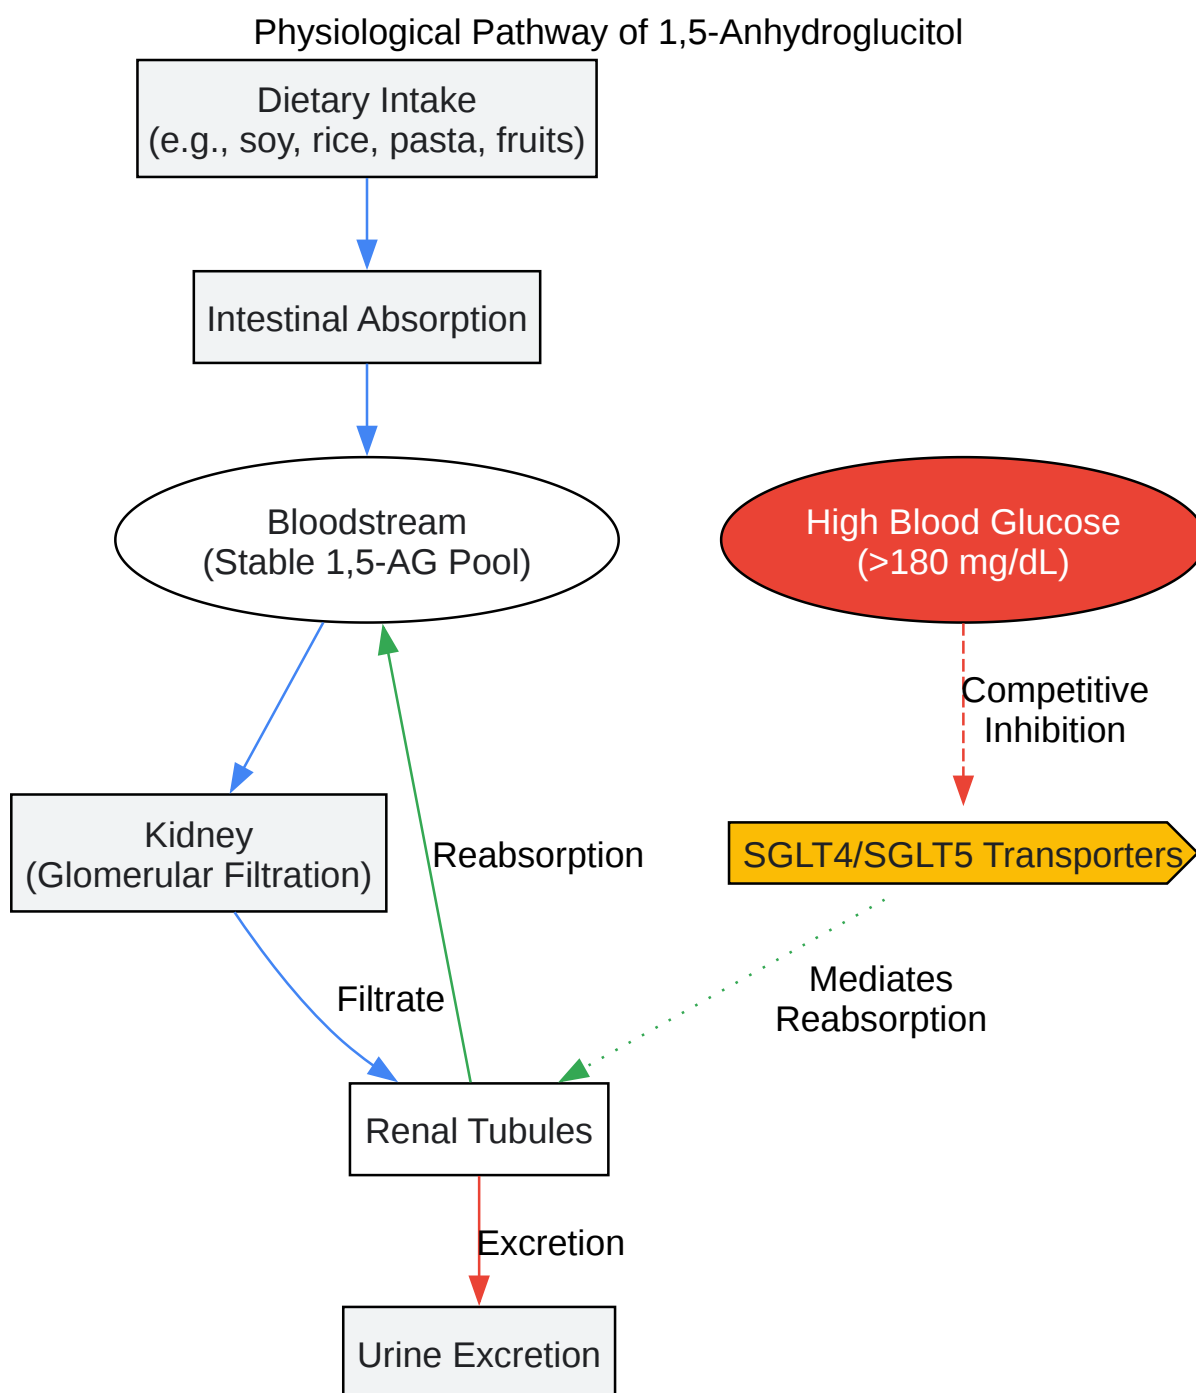 Physiological Pathway of 1,5-Anhydroglucitol
Dietary Intake
(e.g., soy, rice, pasta, fruits)
Intestinal Absorption
Bloodstream
(Stable 1,5-AG Pool)
High Blood Glucose
(>180 mg/dL)
Competitive
Inhibition
Kidney
(Glomerular Filtration)
Reabsorption
SGLT4/SGLT5 Transporters
Filtrate
Mediates
Reabsorption
Renal Tubules
Excretion
Urine Excretion